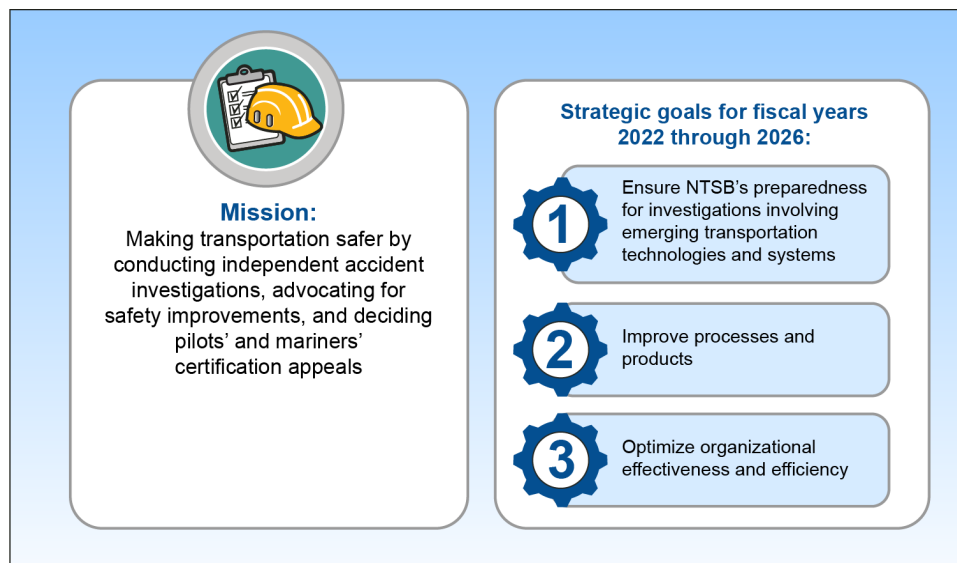 Mission:
Making transportation safer by
conducting independent accident
investigations, advocating for
safety improvements, and deciding
pilots’ and mariners’
certification appeals
Strategic goals for fiscal years
2022 through 2026:
1
Ensure NTSB’s preparedness
for investigations involving
emerging transportation
technologies and systems
2
Improve processes and
products
3
Optimize organizational
effectiveness and efficiency